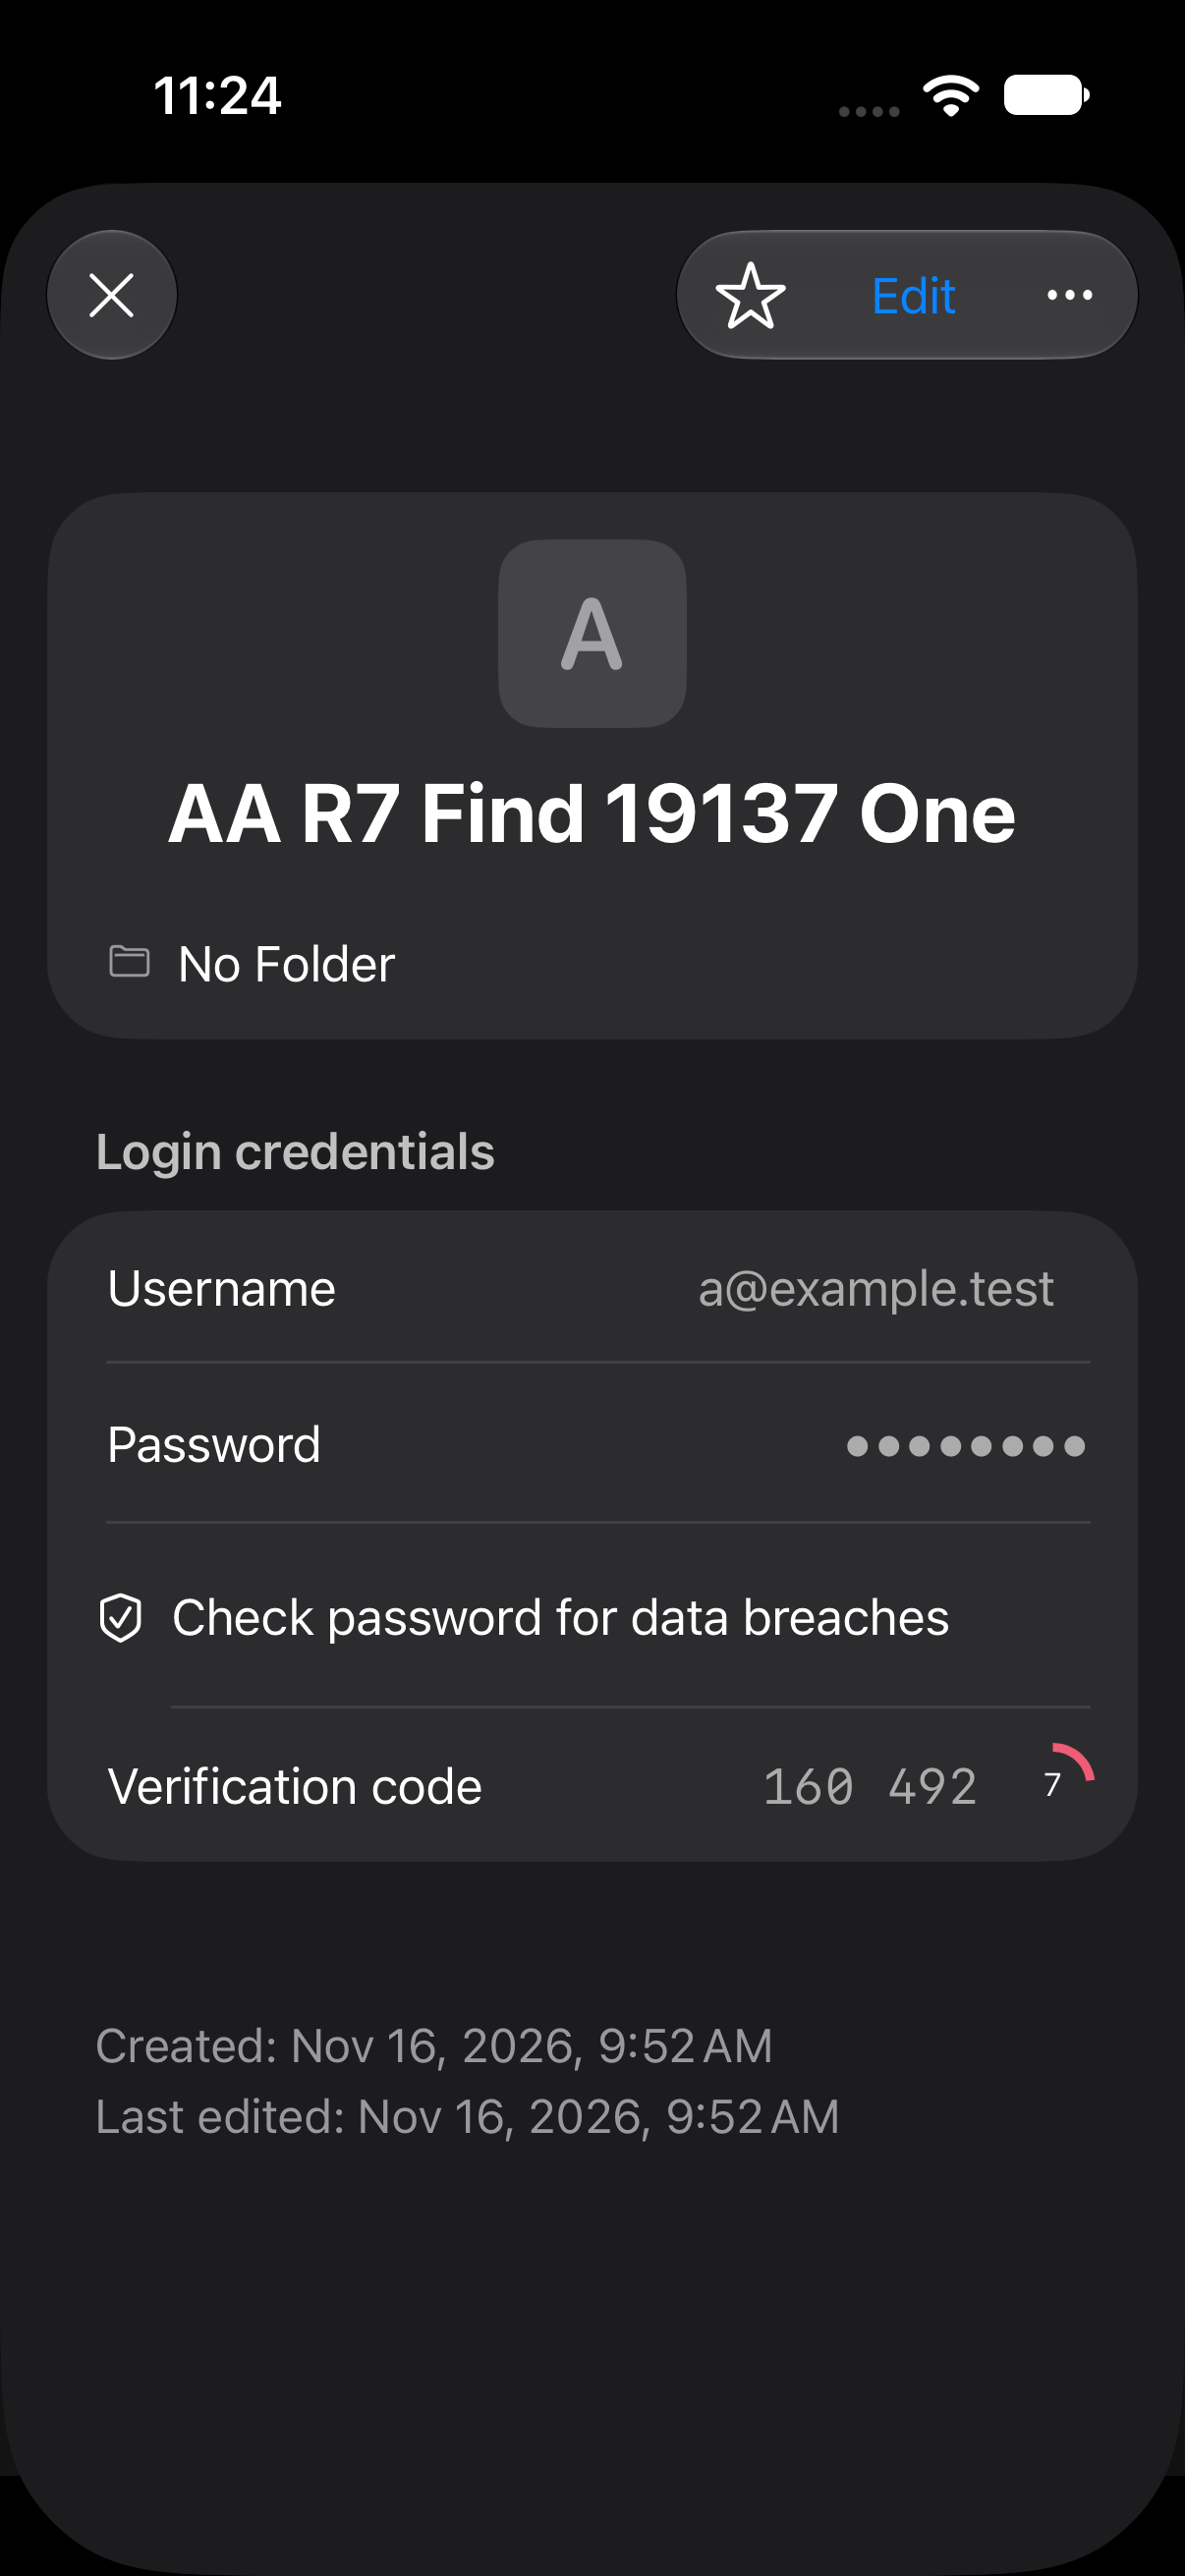 11:24
Edit
A
AA R7 Find 19137 One
No Folder
Login credentials
Username a@example.test
Password ••••••••
Check password for data breaches
Verification code 160 492 7
Created: Nov 16, 2026, 9:52 AM
Last edited: Nov 16, 2026, 9:52 AM